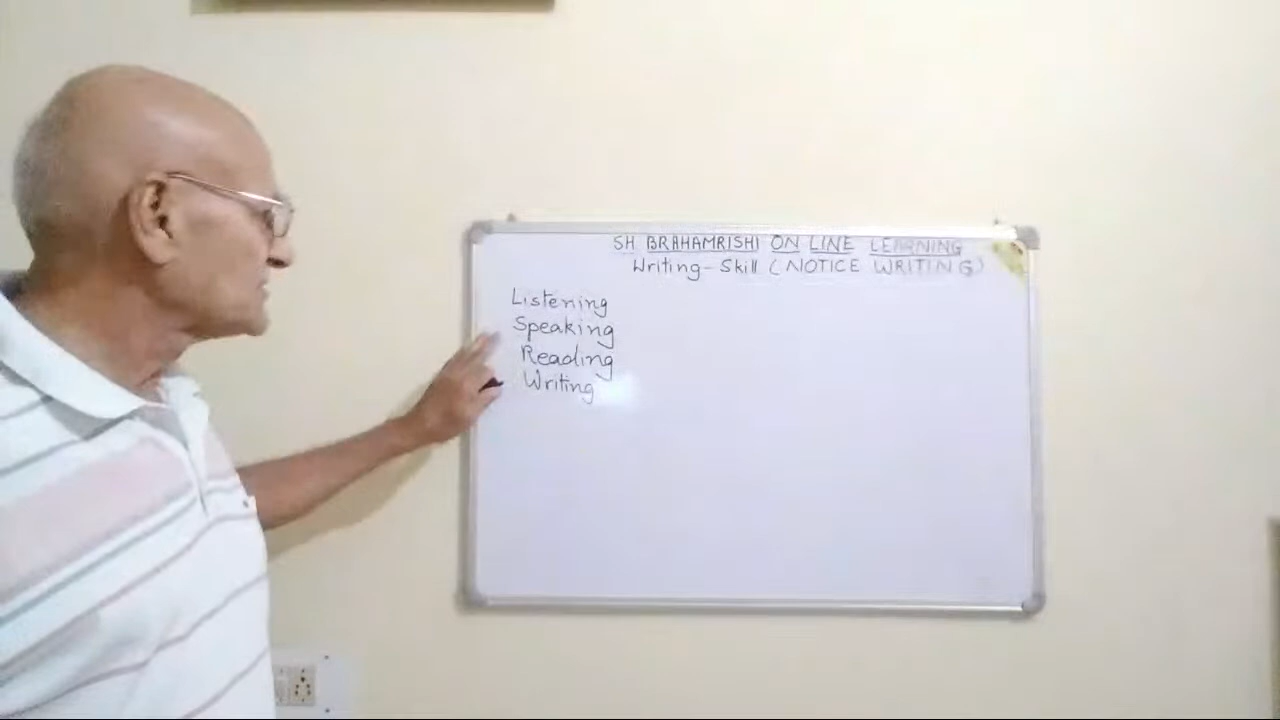 SH BRAHAMRISHI ON LINE LEARNING
Writing-Skill (NOTICE WRITING)
Listening
Speaking
Reading
Writing